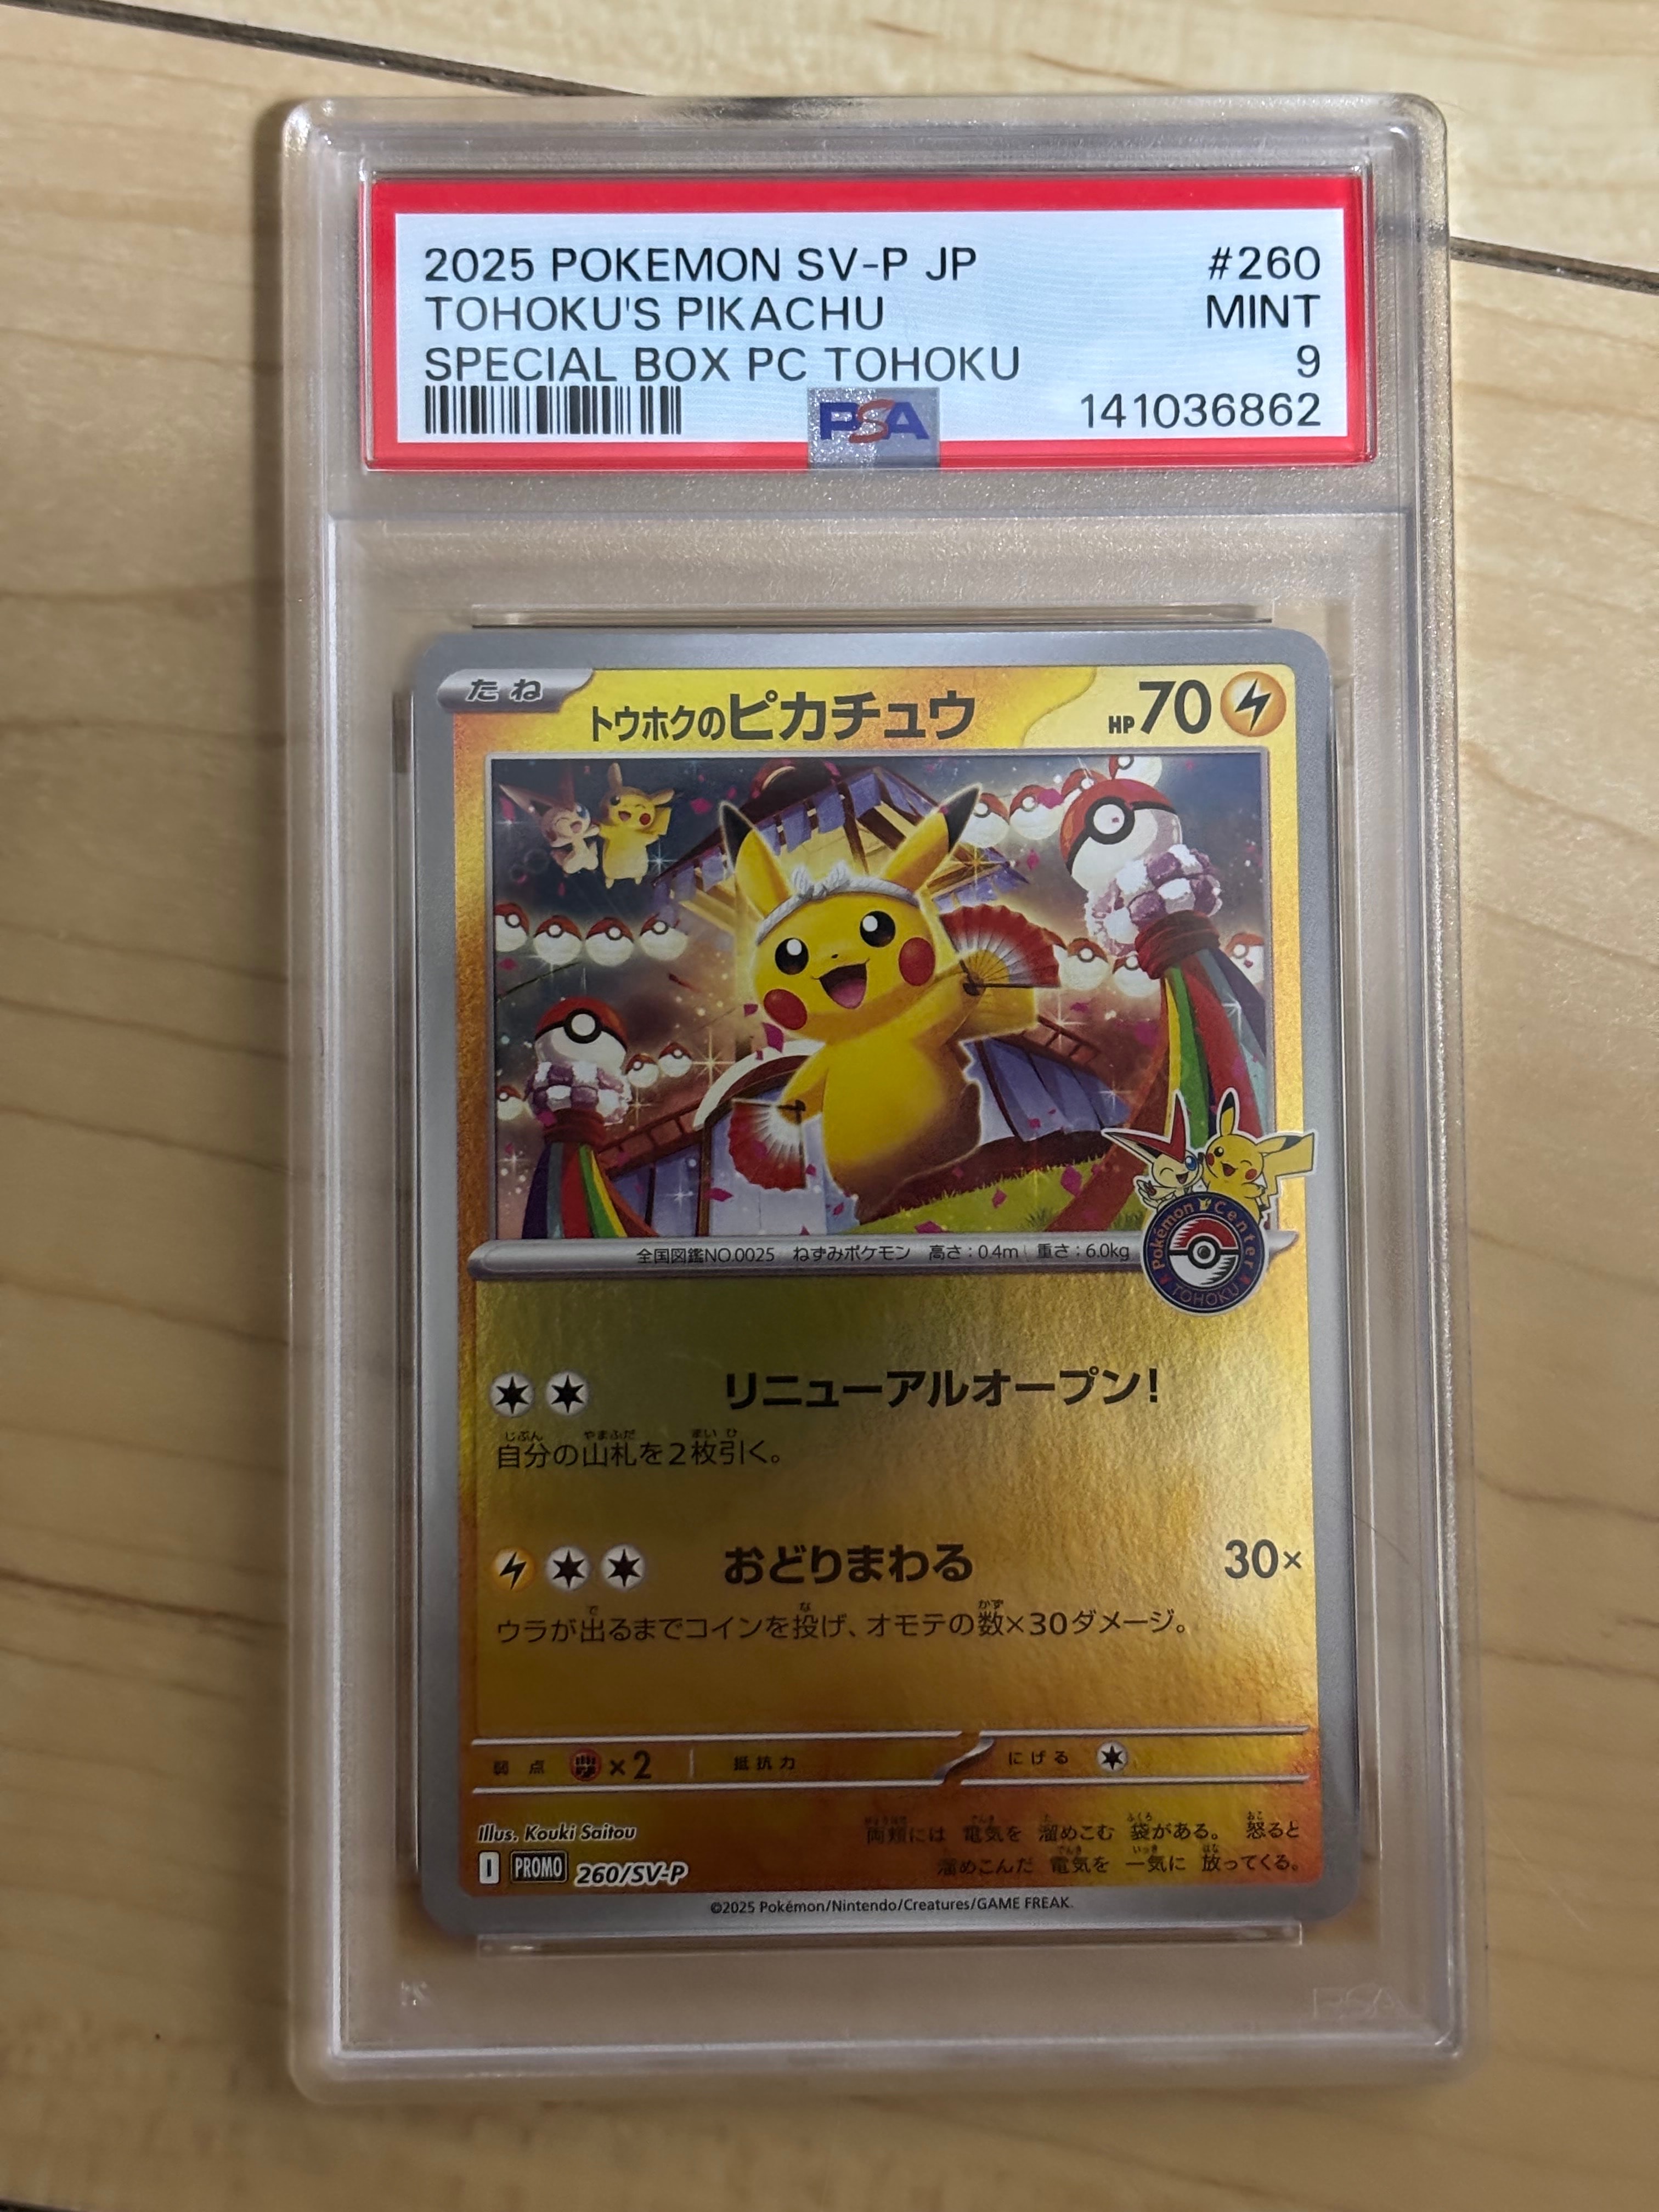 2025 POKEMON SV-P JP #260
TOHOKU'S PIKACHU MINT
SPECIAL BOX PC TOHOKU 9
PSA 141036862
たね
トウホクのピカチュウ HP 70
全国図鑑NO.0025 ねずみポケモン 高さ:0.4m 重さ:6.0kg
Pokémon Center
TOHOKU
リニューアルオープン!
自分の山札を2枚引く。
おどりまわる 30×
ウラが出るまでコインを投げ、オモテの数×30ダメージ。
弱点 ×2 抵抗力 にげる
Illus. Kouki Saitou
両頬には 電気を 溜めこむ 袋がある。 怒ると
溜めこんだ 電気を 一気に 放ってくる。
I PROMO 260/SV-P
©2025 Pokémon/Nintendo/Creatures/GAME FREAK.
PSA